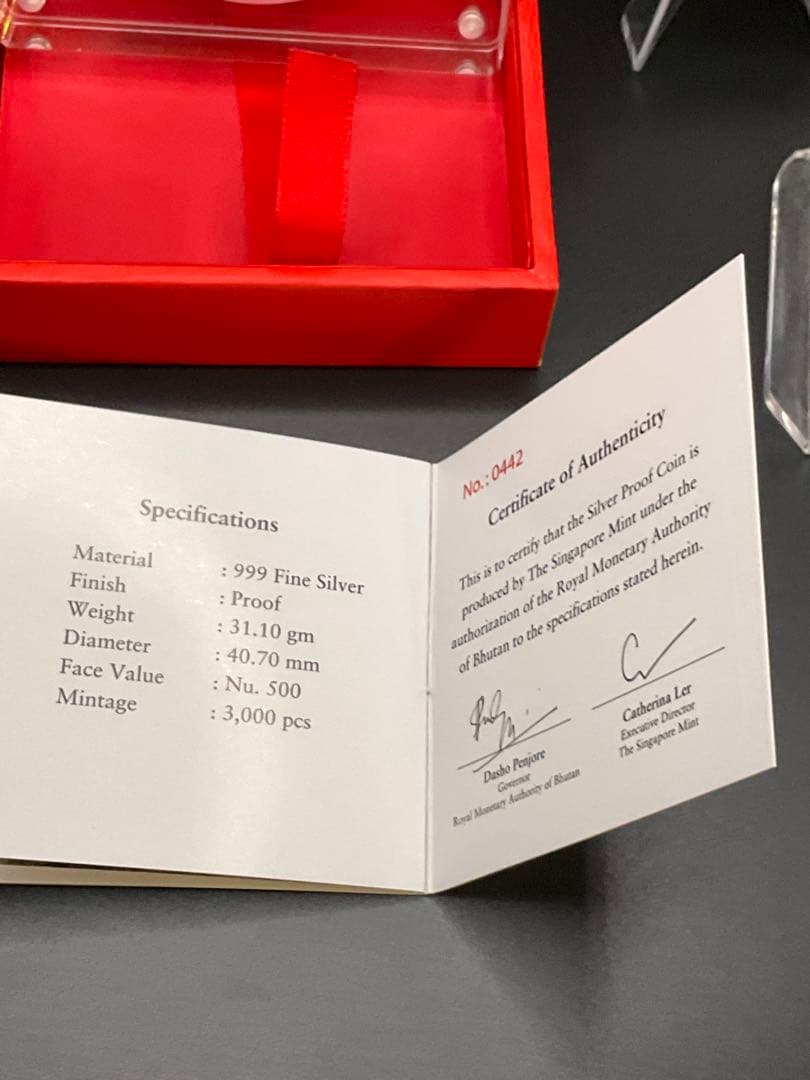 Specifications
Material : 999 Fine Silver
Finish : Proof
Weight : 31.10 gm
Diameter : 40.70 mm
Face Value : Nu. 500
Mintage : 3,000 pcs
No.: 0442
Certificate of Authenticity
This is to certify that the Silver Proof Coin is
produced by The Singapore Mint under the
authorization of the Royal Monetary Authority
of Bhutan to the specifications stated herein.
Dasho Penjore
Governor
Royal Monetary Authority of Bhutan
Catherina Ler
Executive Director
The Singapore Mint